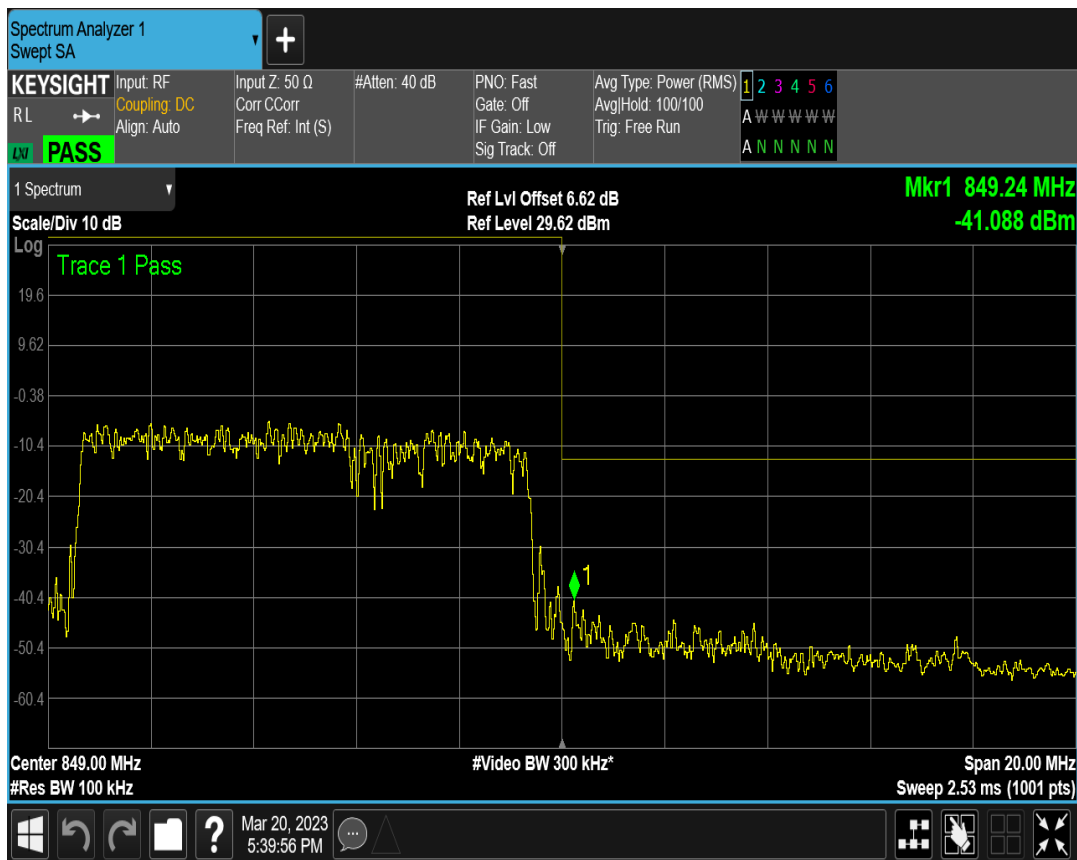 Spectrum Analyzer 1
Swept SA
+
KEYSIGHT
RL
LXI PASS
Input: RF
Coupling: DC
Align: Auto
Input Z: 50 Ω
Corr CCorr
Freq Ref: Int (S)
#Atten: 40 dB
PNO: Fast
Gate: Off
IF Gain: Low
Sig Track: Off
Avg Type: Power (RMS)
Avg|Hold: 100/100
Trig: Free Run
1 2 3 4 5 6
A W W W W W
A N N N N N
1 Spectrum
Scale/Div 10 dB
Ref Lvl Offset 6.62 dB
Ref Level 29.62 dBm
Mkr1 849.24 MHz
-41.088 dBm
Log
Trace 1 Pass
19.6
9.62
-0.38
-10.4
-20.4
-30.4
-40.4
-50.4
-60.4
1
Center 849.00 MHz
#Res BW 100 kHz
#Video BW 300 kHz*
Span 20.00 MHz
Sweep 2.53 ms (1001 pts)
?
Mar 20, 2023
5:39:56 PM